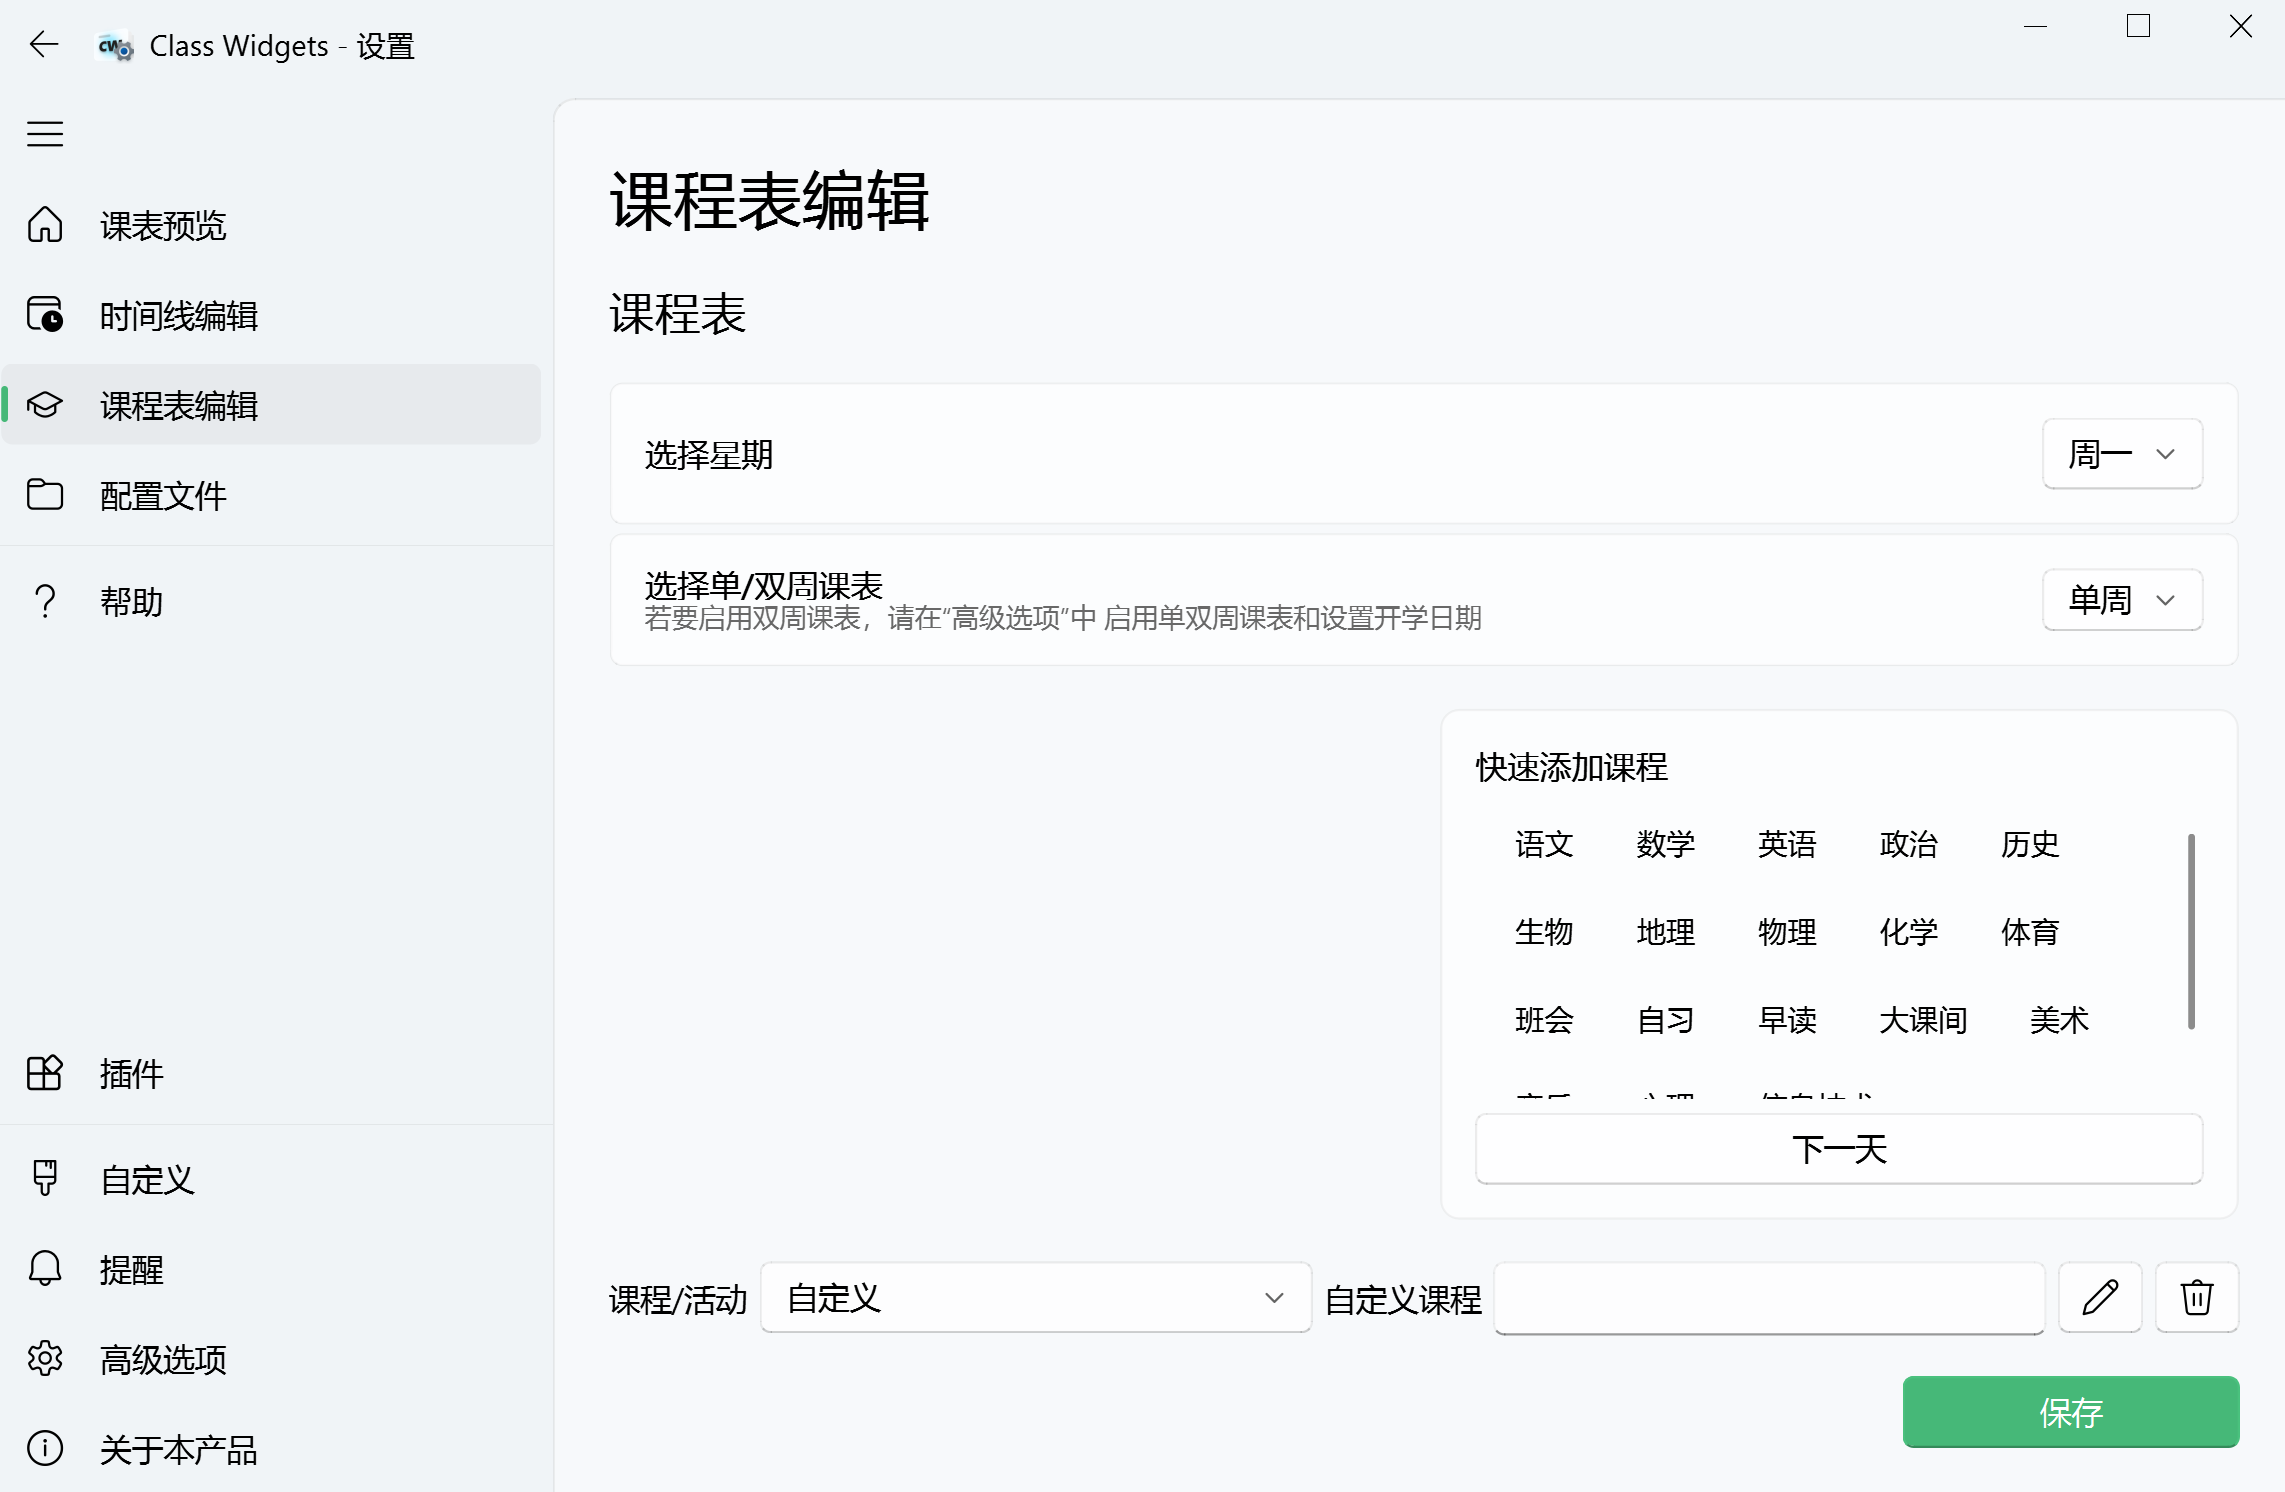 Class Widgets - 设置
课表预览
时间线编辑
课程表编辑
配置文件
帮助
插件
自定义
提醒
高级选项
关于本产品
课程表编辑
课程表
选择星期
周一
选择单/双周课表
若要启用双周课表，请在“高级选项”中 启用单双周课表和设置开学日期
单周
快速添加课程
语文 数学 英语 政治 历史
生物 地理 物理 化学 体育
班会 自习 早读 大课间 美术
下一天
课程/活动 自定义 自定义课程
保存